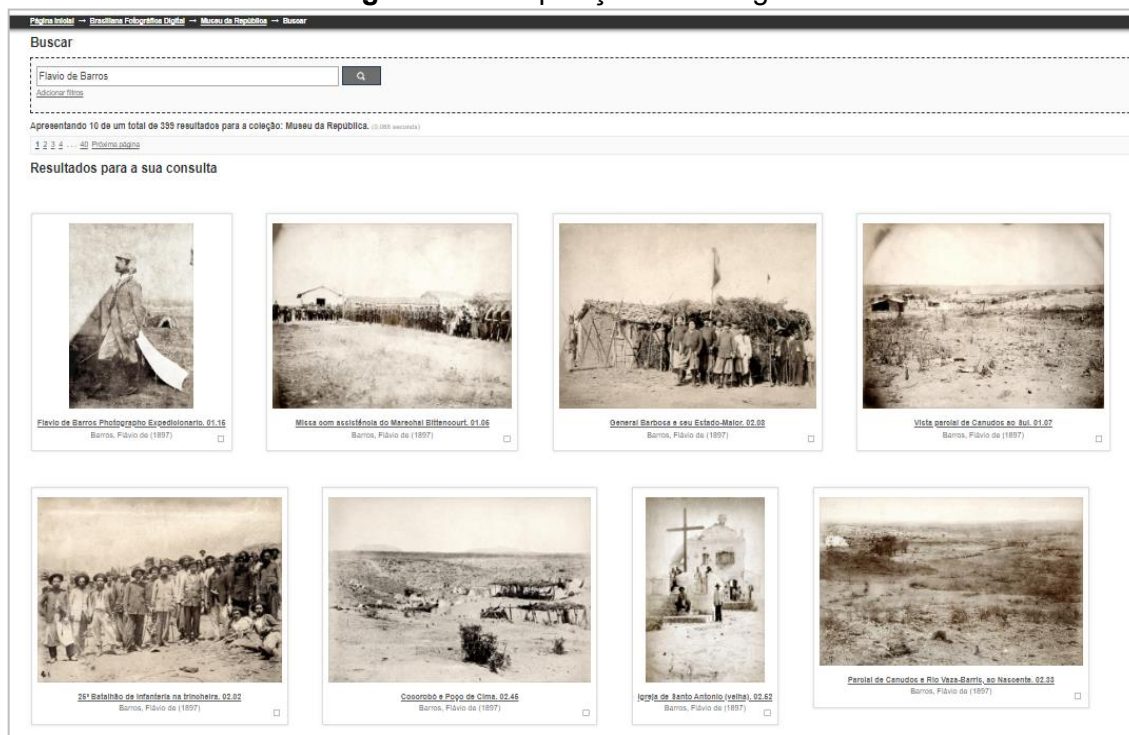 Página Inicial → Brasiliana Fotográfica Digital → Museu da República → Buscar
Buscar
Flavio de Barros
Adicionar filtros
Apresentando 10 de um total de 399 resultados para a coleção: Museu da República.
1 2 3 4 . . . 40 Próxima página
Resultados para a sua consulta
Flavio de Barros Photographo Expedicionario. 01.16
Barros, Flávio de (1897)
Missa com assistência do Marechal Bittencourt. 01.06
Barros, Flávio de (1897)
General Barbosa e seu Estado-Maior. 02.08
Barros, Flávio de (1897)
Vista parcial de Canudos ao Sul. 01.07
Barros, Flávio de (1897)
Batalhão de Infanteria na trincheira. 02.02
Barros, Flávio de (1897)
Cocorobó e Poço de Cima. 02.45
Barros, Flávio de (1897)
Igreja de Santo Antonio (velha). 02.52
Barros, Flávio de (1897)
Parcial de Canudos e Rio Vaza-Barris, ao Nascente. 02.33
Barros, Flávio de (1897)